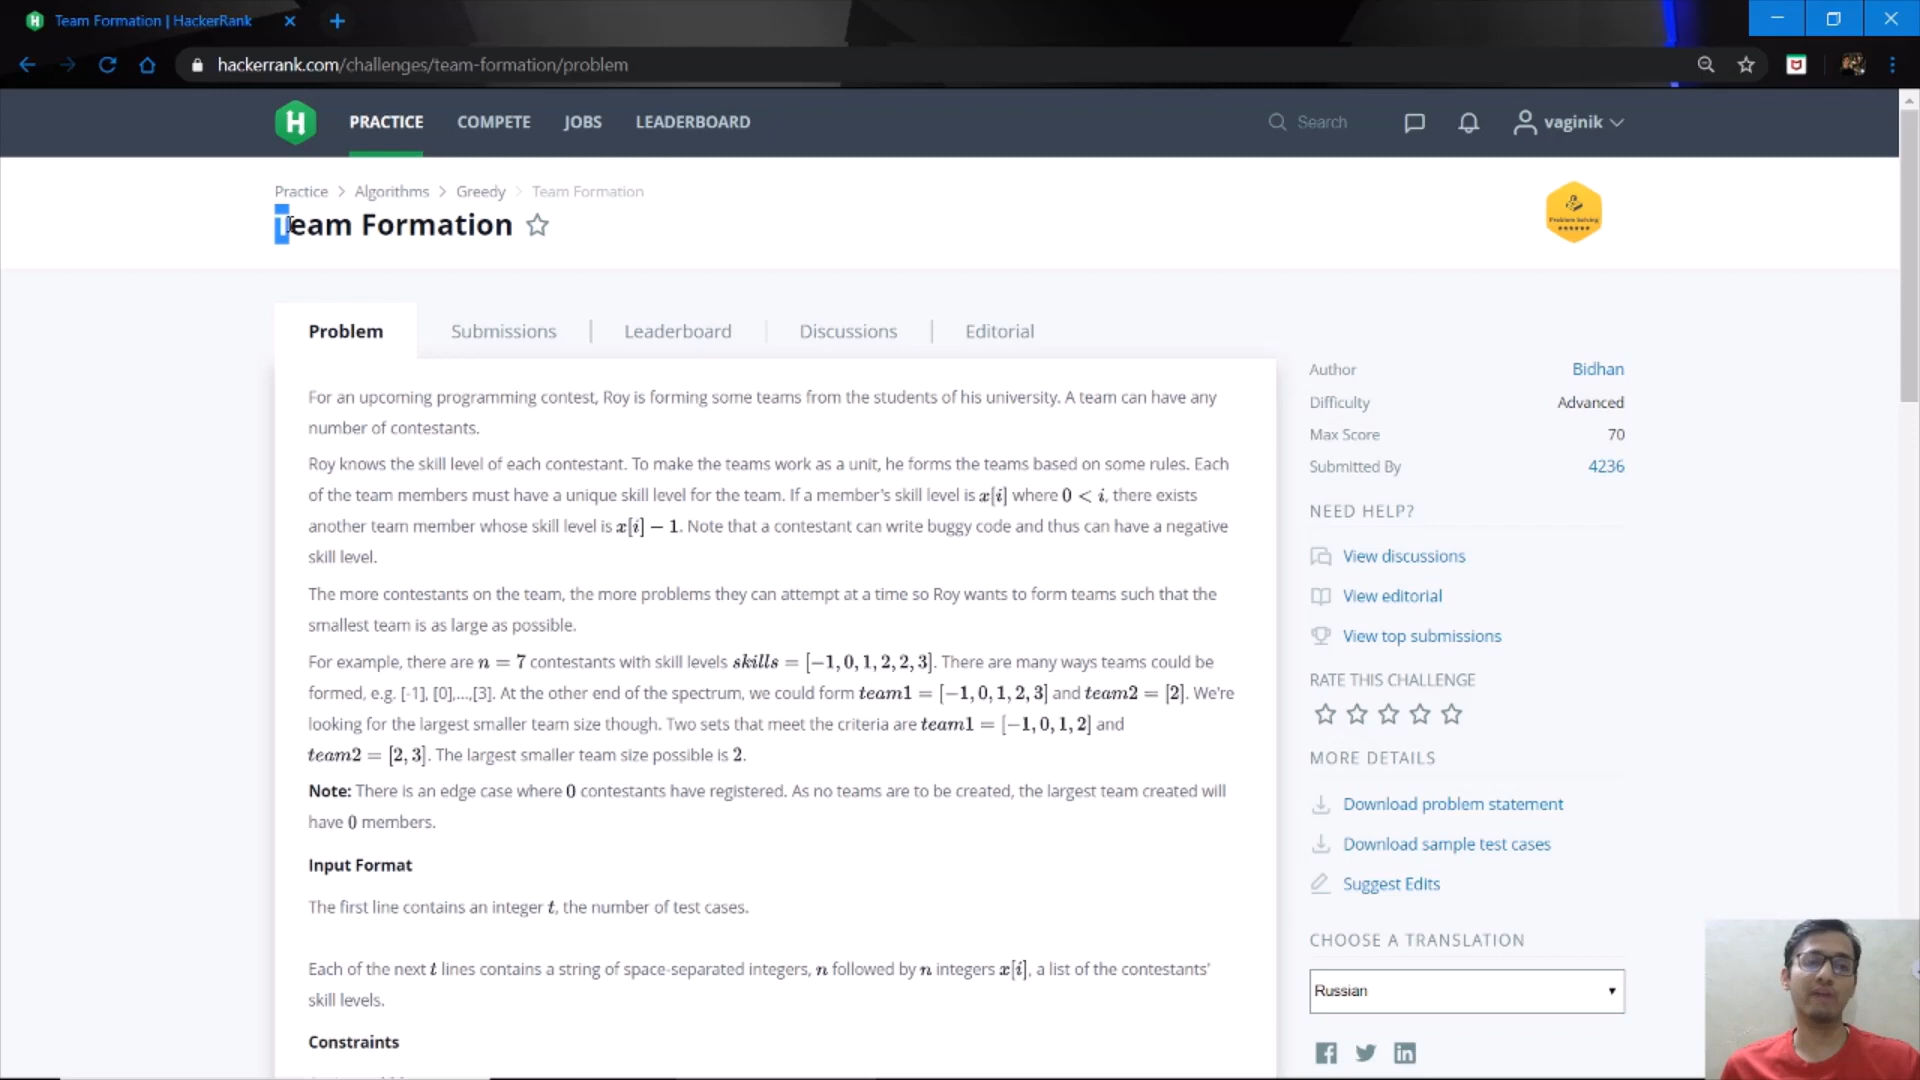 Team Formation | HackerRank
hackerrank.com/challenges/team-formation/problem
H PRACTICE COMPETE JOBS LEADERBOARD Search vaginik
Practice > Algorithms > Greedy > Team Formation
Team Formation
Problem Solving
Problem Submissions Leaderboard Discussions Editorial
For an upcoming programming contest, Roy is forming some teams from the students of his university. A team can have any
number of contestants.
Roy knows the skill level of each contestant. To make the teams work as a unit, he forms the teams based on some rules. Each
of the team members must have a unique skill level for the team. If a member's skill level is x[i] where 0 < i, there exists
another team member whose skill level is x[i] − 1. Note that a contestant can write buggy code and thus can have a negative
skill level.
The more contestants on the team, the more problems they can attempt at a time so Roy wants to form teams such that the
smallest team is as large as possible.
For example, there are n = 7 contestants with skill levels skills = [−1, 0, 1, 2, 2, 3]. There are many ways teams could be
formed, e.g. [-1], [0],...,[3]. At the other end of the spectrum, we could form team1 = [−1, 0, 1, 2, 3] and team2 = [2]. We're
looking for the largest smaller team size though. Two sets that meet the criteria are team1 = [−1, 0, 1, 2] and
team2 = [2, 3]. The largest smaller team size possible is 2.
Note: There is an edge case where 0 contestants have registered. As no teams are to be created, the largest team created will
have 0 members.
Input Format
The first line contains an integer t, the number of test cases.
Each of the next t lines contains a string of space-separated integers, n followed by n integers x[i], a list of the contestants'
skill levels.
Constraints
Author Bidhan
Difficulty Advanced
Max Score 70
Submitted By 4236
NEED HELP?
View discussions
View editorial
View top submissions
RATE THIS CHALLENGE
MORE DETAILS
Download problem statement
Download sample test cases
Suggest Edits
CHOOSE A TRANSLATION
Russian